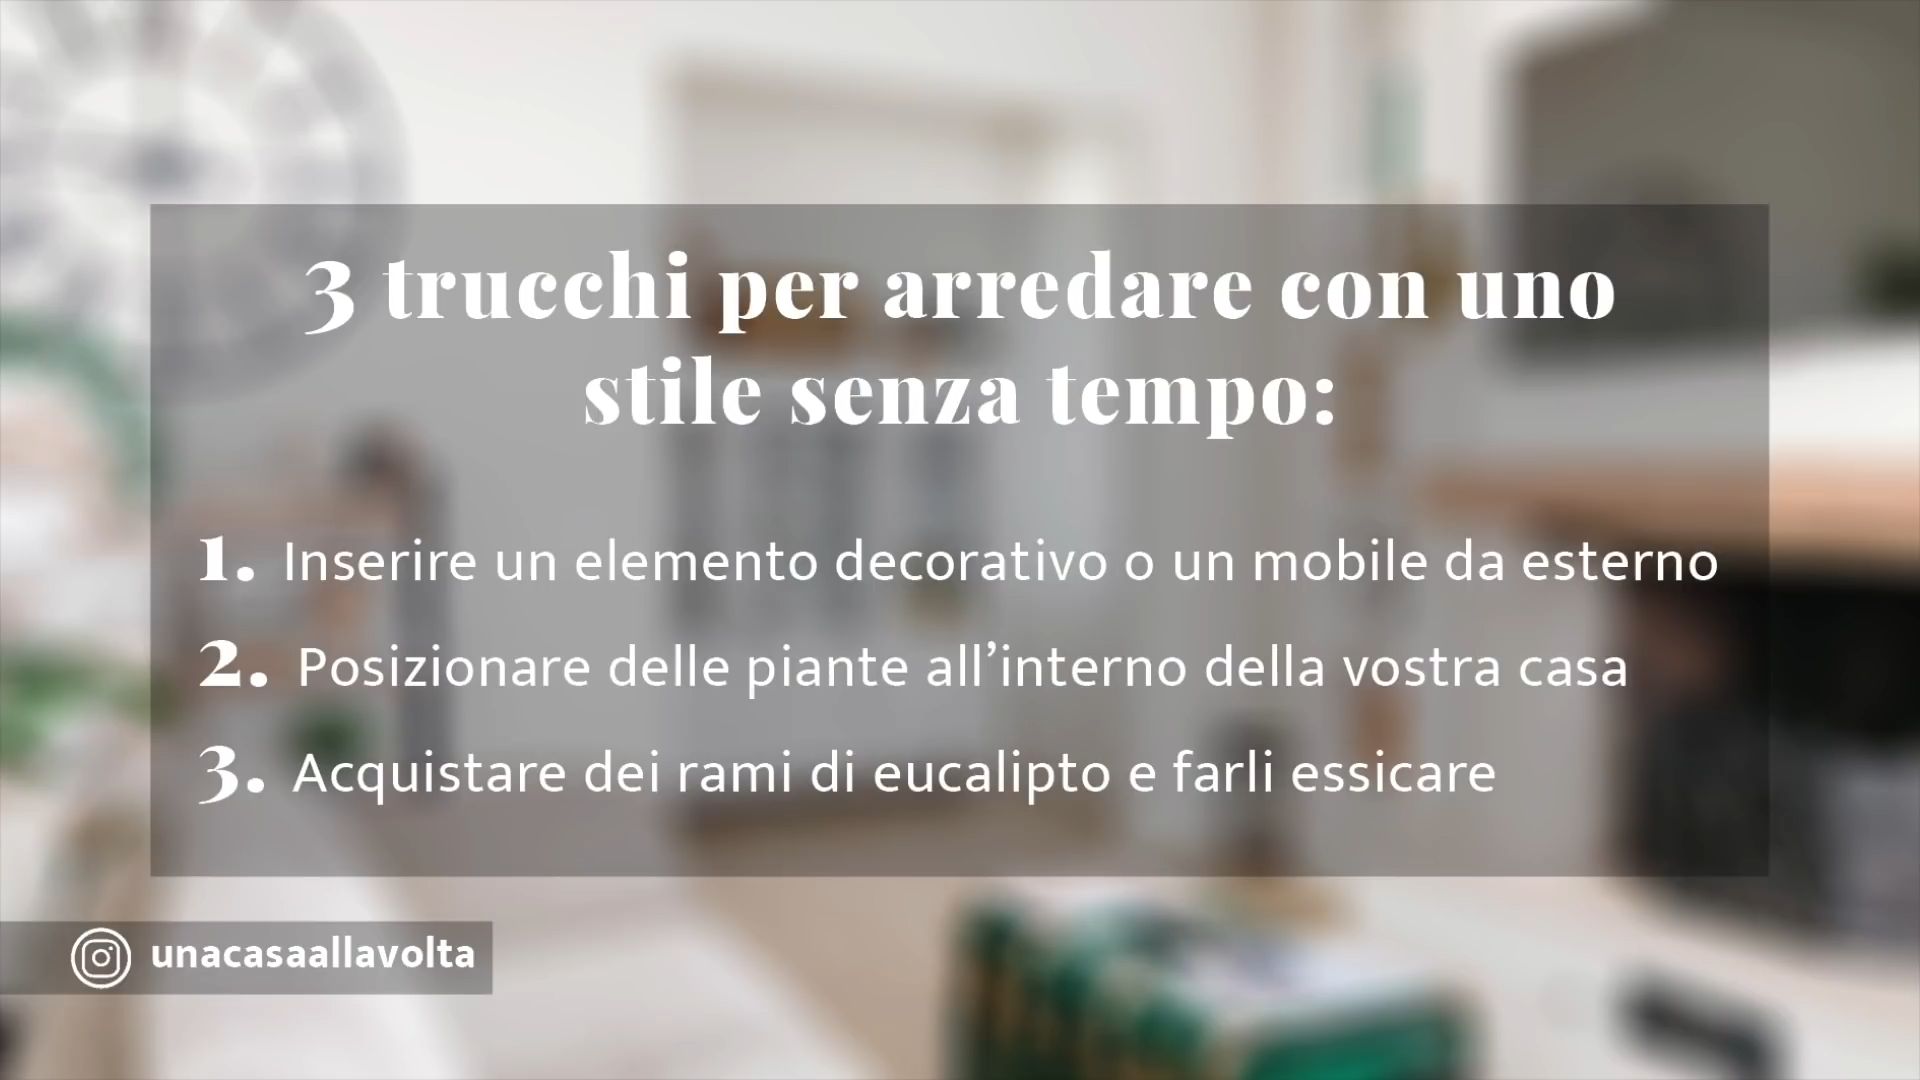 3 trucchi per arredare con uno
stile senza tempo:
1. Inserire un elemento decorativo o un mobile da esterno
2. Posizionare delle piante all’interno della vostra casa
3. Acquistare dei rami di eucalipto e farli essicare
unacasaallavolta